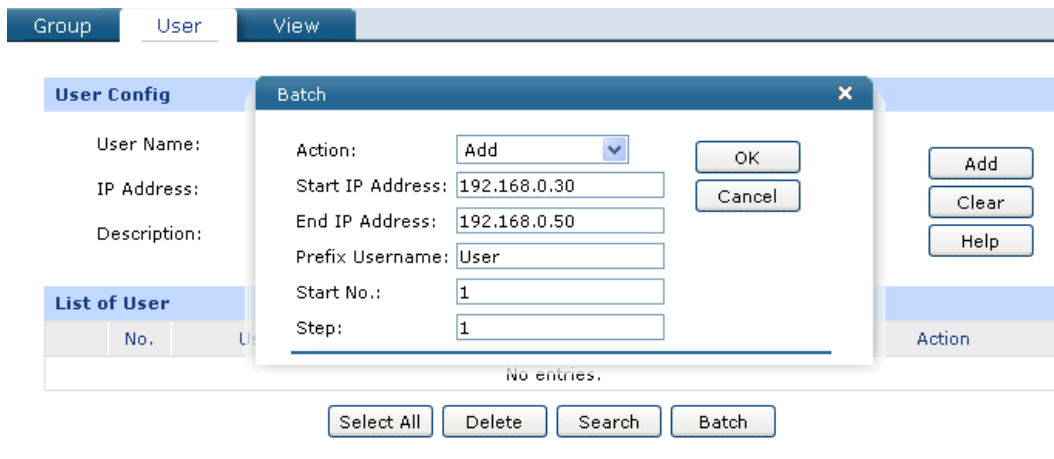 Group User View
User Config
Batch
User Name:
Action: Add OK Add
IP Address:
Start IP Address: 192.168.0.30 Cancel Clear
End IP Address: 192.168.0.50
Description:
Prefix Username: User Help
Start No.: 1
List of User
Step: 1
No. Action
No entries.
Select All Delete Search Batch